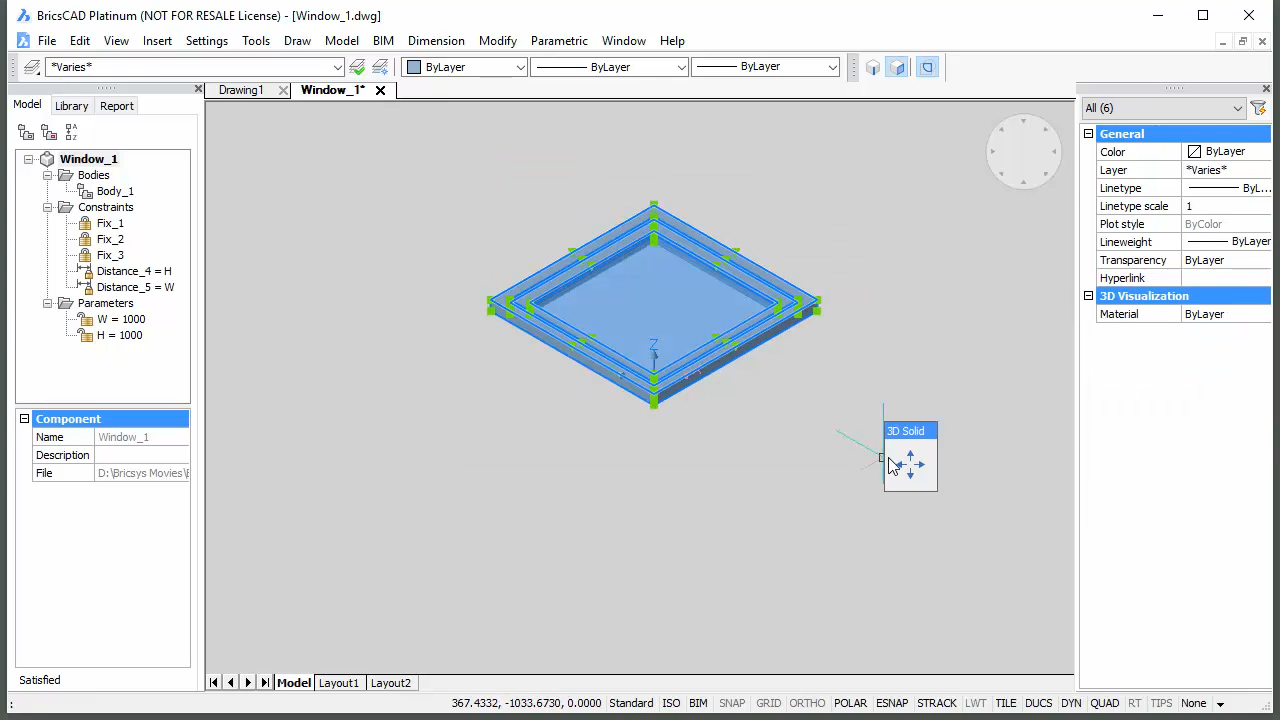 BricsCAD Platinum (NOT FOR RESALE License) - [Window_1.dwg]
File Edit View Insert Settings Tools Draw Model BIM Dimension Modify Parametric Window Help
*Varies* ByLayer ByLayer ByLayer
Drawing1 Window_1*
Model Library Report
Window_1
Bodies
Body_1
Constraints
Fix_1
Fix_2
Fix_3
Distance_4 = H
Distance_5 = W
Parameters
W = 1000
H = 1000
Component
Name Window_1
Description
File D:\Bricsys Movies\
Satisfied
Z
3D Solid
All (6)
General
Color ByLayer
Layer *Varies*
Linetype ByL...
Linetype scale 1
Plot style ByColor
Lineweight ByLayer
Transparency ByLayer
Hyperlink
3D Visualization
Material ByLayer
Model Layout1 Layout2
: 367.4332, -1033.6730, 0.0000 Standard ISO BIM SNAP GRID ORTHO POLAR ESNAP STRACK LWT TILE DUCS DYN QUAD RT TIPS None